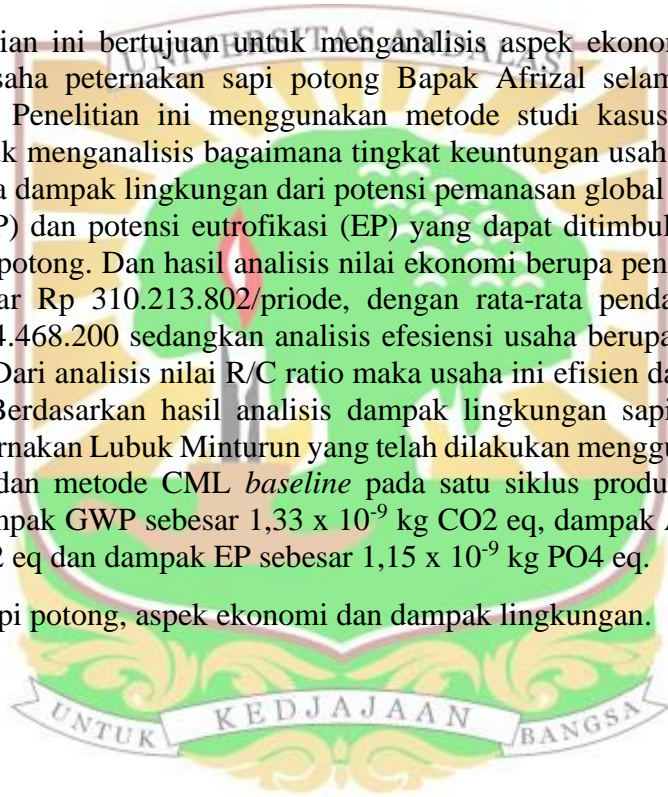 UNIVERSITAS ANDALAS
ian ini bertujuan untuk menganalisis aspek ekonon
saha peternakan sapi potong Bapak Afrizal selam
Penelitian ini menggunakan metode studi kasus
k menganalisis bagaimana tingkat keuntungan usaha
a dampak lingkungan dari potensi pemanasan global
P) dan potensi eutrofikasi (EP) yang dapat ditimbul
potong. Dan hasil analisis nilai ekonomi berupa pen
ar Rp 310.213.802/priode, dengan rata-rata penda
4.468.200 sedangkan analisis efesiensi usaha berupa
Dari analisis nilai R/C ratio maka usaha ini efisien da
Berdasarkan hasil analisis dampak lingkungan sapi
rnakan Lubuk Minturun yang telah dilakukan menggu
dan metode CML baseline pada satu siklus produ
mpak GWP sebesar 1,33 x 10-9 kg CO2 eq, dampak A
2 eq dan dampak EP sebesar 1,15 x 10-9 kg PO4 eq.
pi potong, aspek ekonomi dan dampak lingkungan.
UNTUK KEDJAJAAN BANGSA